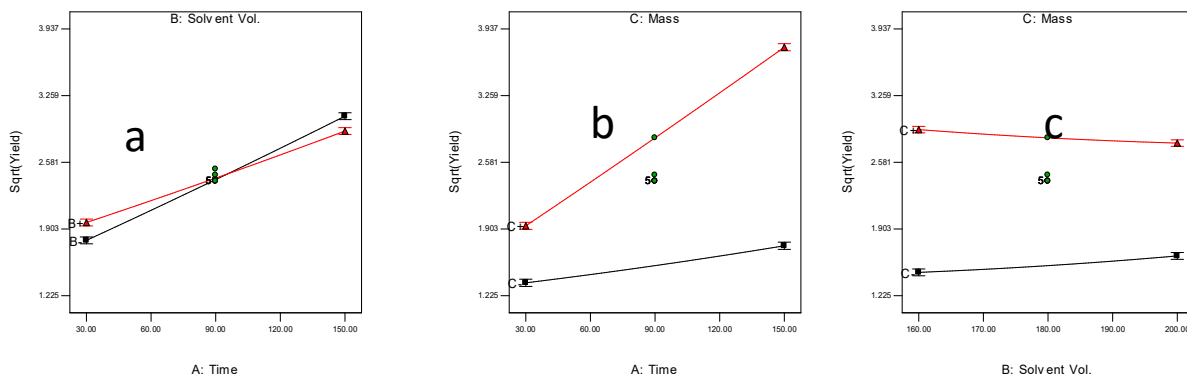 B: Solvent Vol.
3.937
3.259
2.581
1.903
1.225
Sqrt(Yield)
a
5
B+
B-
30.00 60.00 90.00 120.00 150.00
A: Time
C: Mass
3.937
3.259
2.581
1.903
1.225
Sqrt(Yield)
b
5
C+
C-
30.00 60.00 90.00 120.00 150.00
A: Time
C: Mass
3.937
3.259
2.581
1.903
1.225
Sqrt(Yield)
c
5
C+
C-
160.00 170.00 180.00 190.00 200.00
B: Solvent Vol.